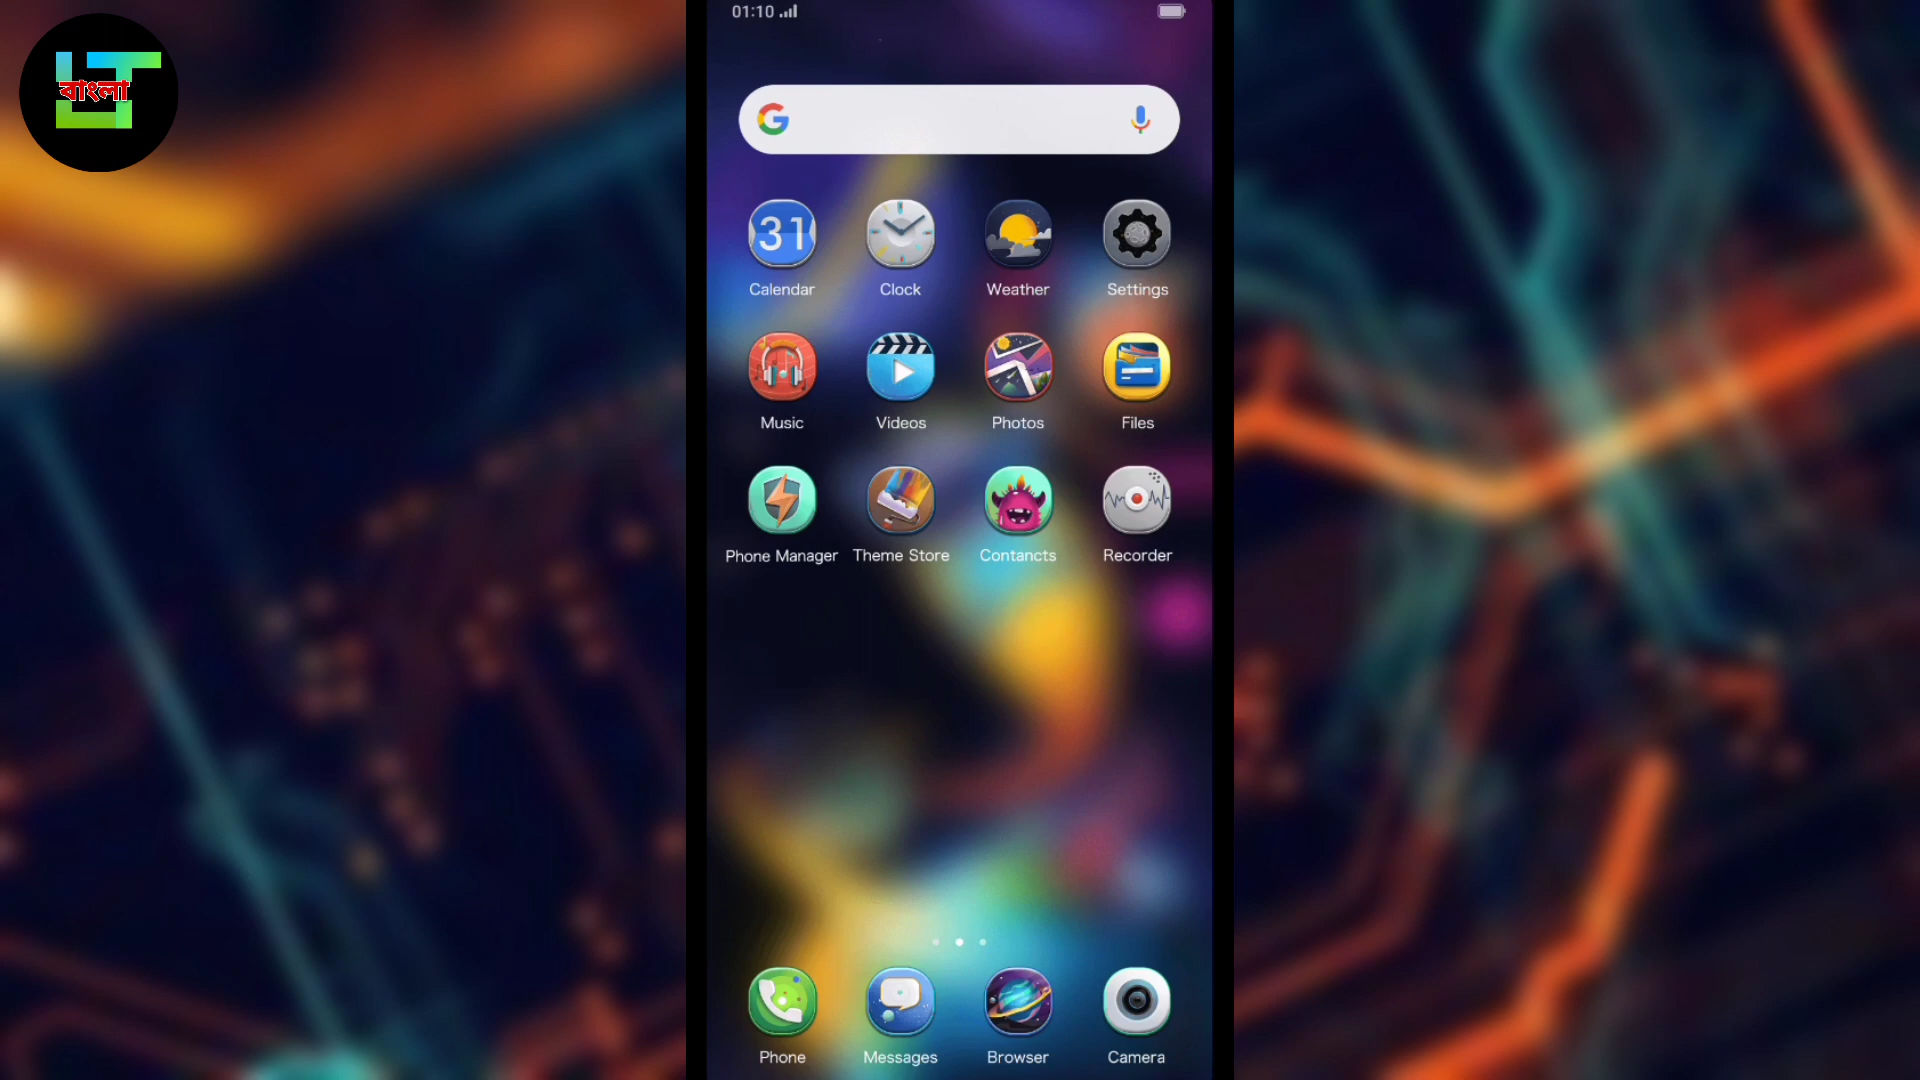 বাংলা
01:10
31
Calendar Clock Weather Settings
Music Videos Photos Files
Phone Manager Theme Store Contancts Recorder
Phone Messages Browser Camera